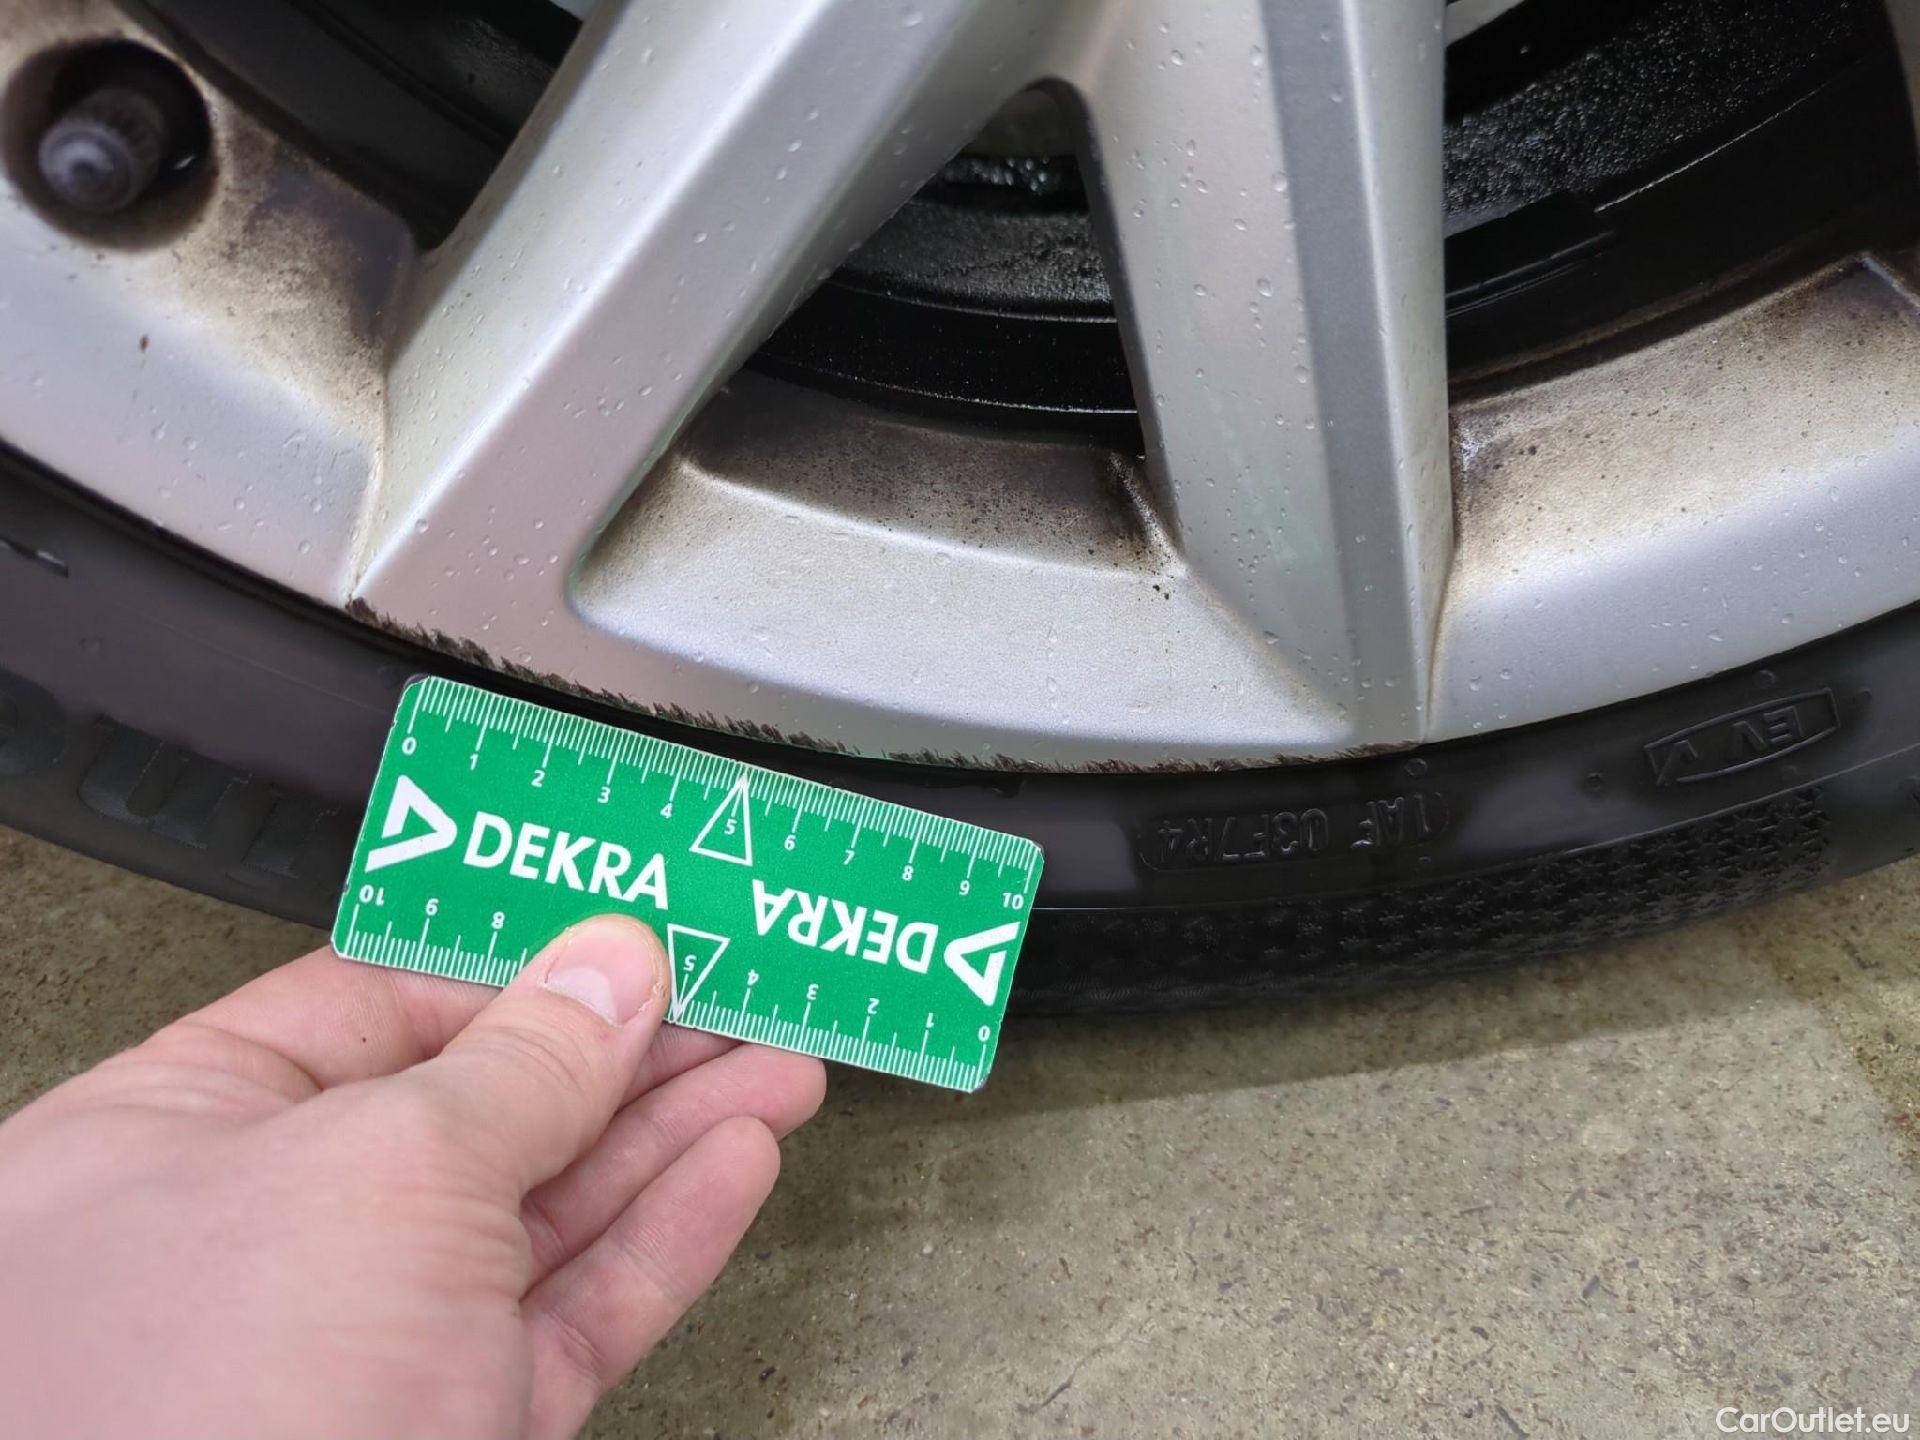 EV V
1AF 03F7R4
0 1 2 3 4 5 6 7 8 9 10
DEKRA
DEKRA
10 9 8 5 4 3 2 1 0
CarOutlet.eu